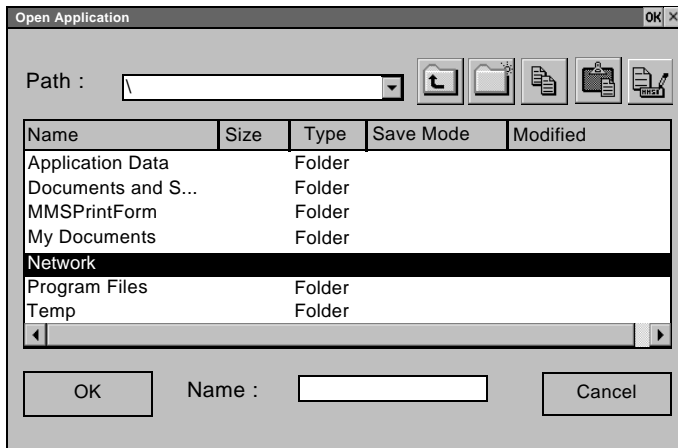 Open Application OK ×
Path : \
MMSF
Name Size Type Save Mode Modified
Application Data Folder
Documents and S... Folder
MMSPrintForm Folder
My Documents Folder
Network
Program Files Folder
Temp Folder
OK Name : Cancel